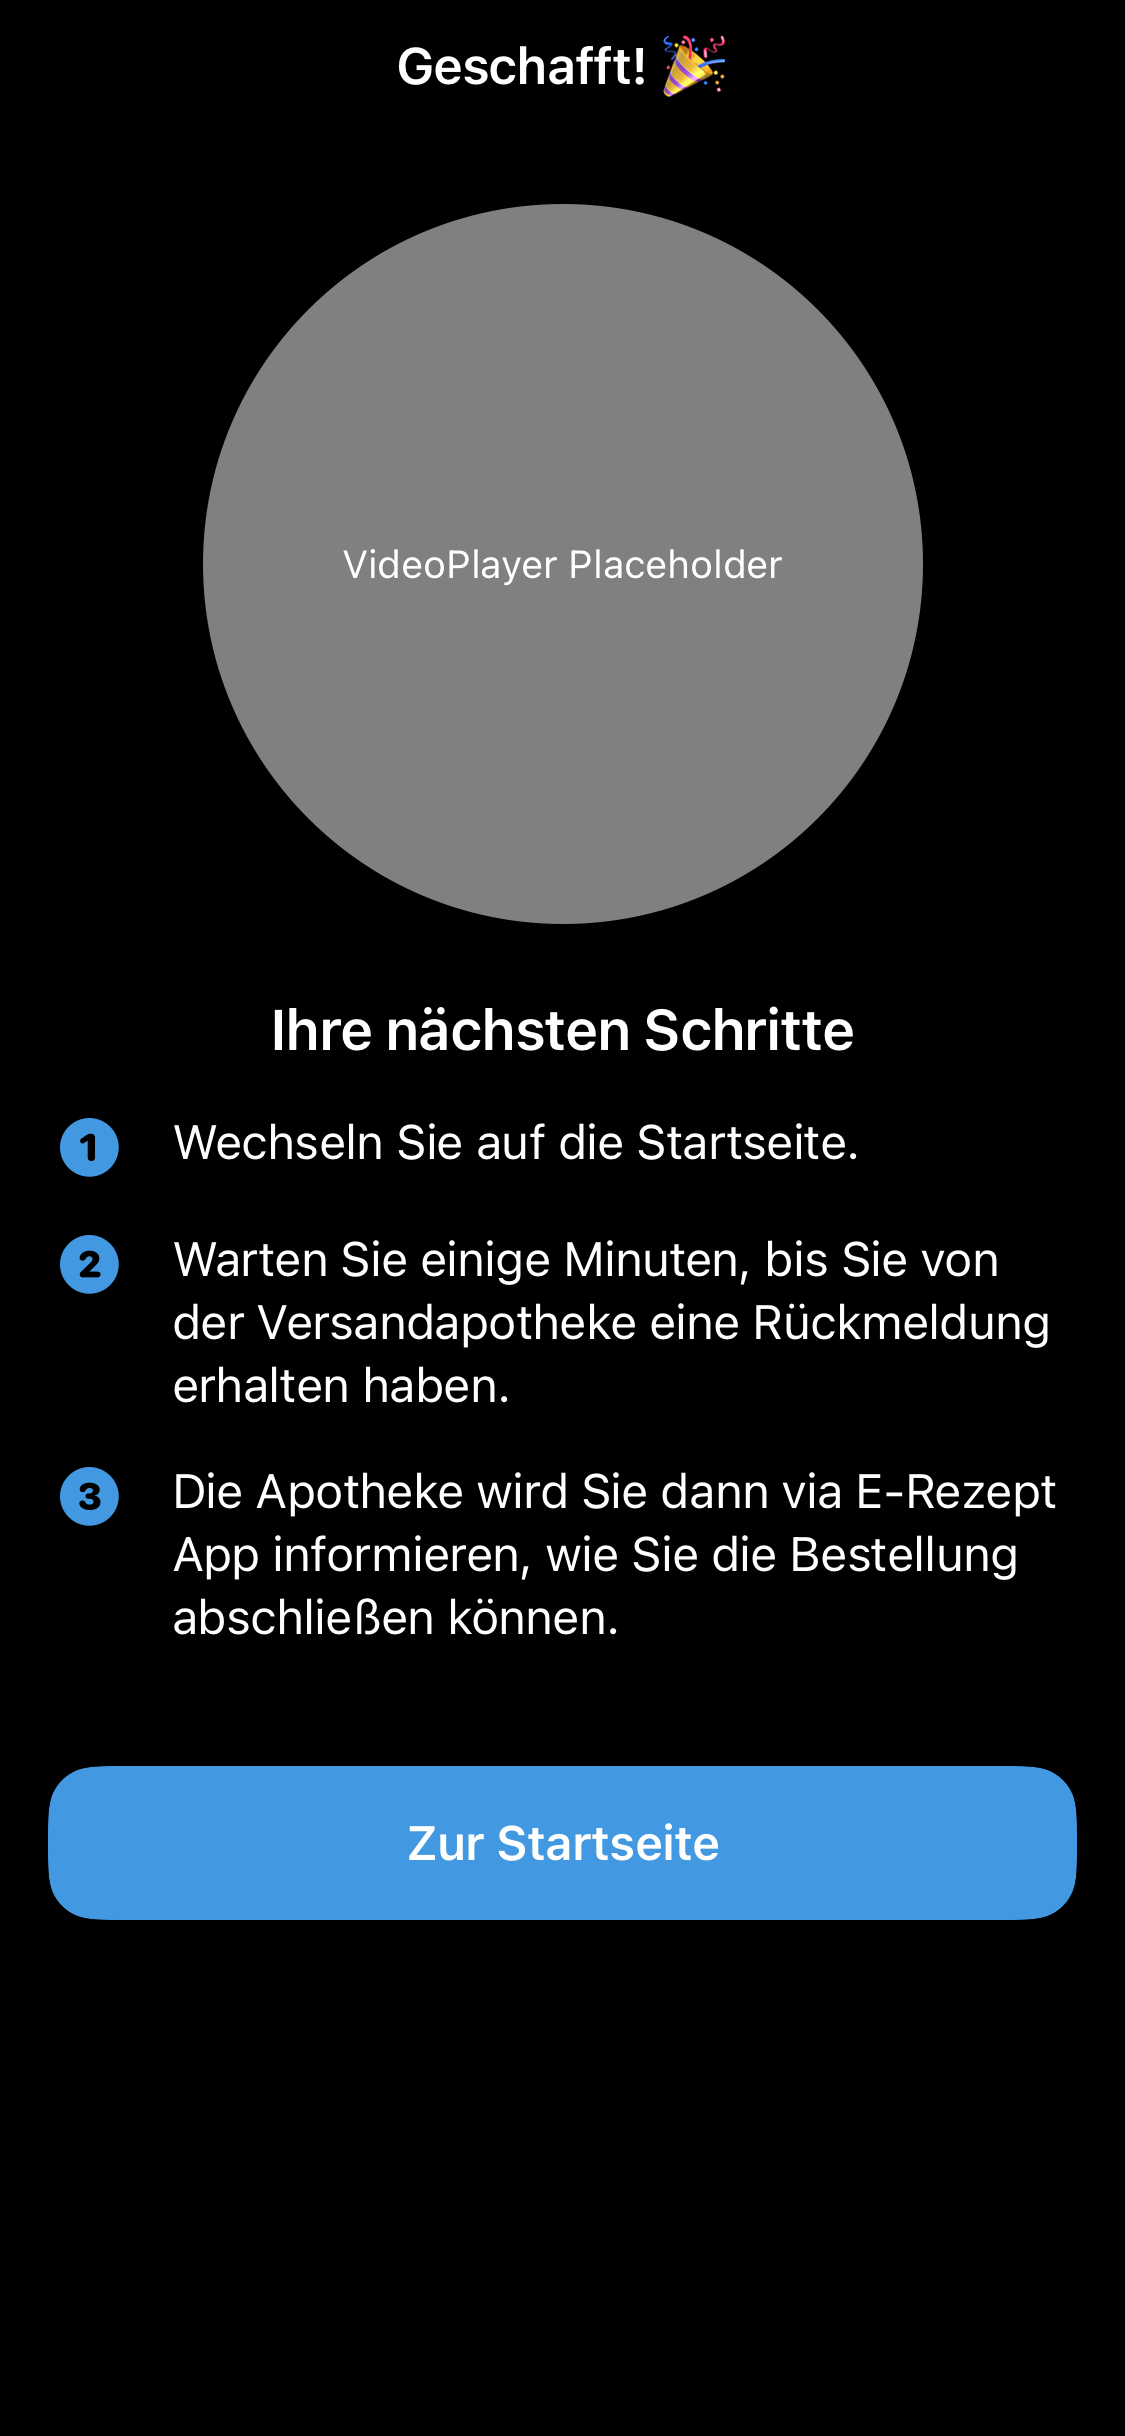 Geschafft! 🎉
VideoPlayer Placeholder
Ihre nächsten Schritte
1 Wechseln Sie auf die Startseite.
2 Warten Sie einige Minuten, bis Sie von
der Versandapotheke eine Rückmeldung
erhalten haben.
3 Die Apotheke wird Sie dann via E-Rezept
App informieren, wie Sie die Bestellung
abschließen können.
Zur Startseite